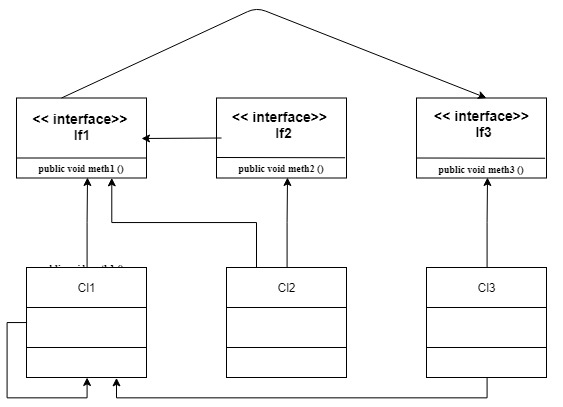 << interface>>
If1
public void meth1 ()
<< interface>>
If2
public void meth2 ()
<< interface>>
If3
public void meth3 ()
Cl1
Cl2
Cl3